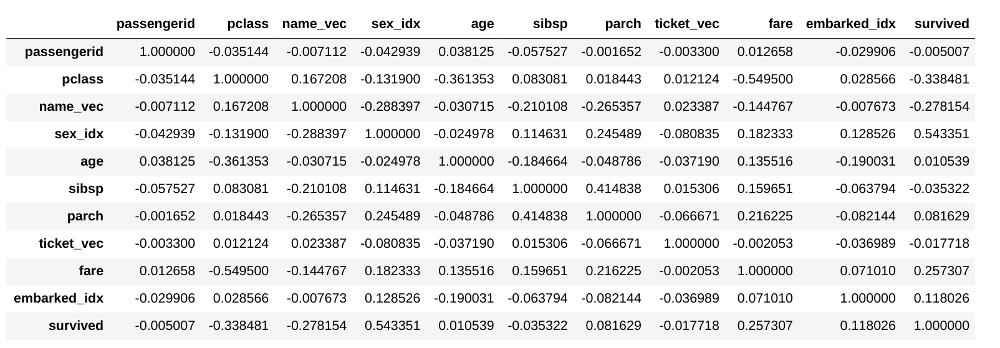 passengerid pclass name_vec sex_idx age sibsp parch ticket_vec fare embarked_idx survived
passengerid 1.000000 -0.035144 -0.007112 -0.042939 0.038125 -0.057527 -0.001652 -0.003300 0.012658 -0.029906 -0.005007
pclass -0.035144 1.000000 0.167208 -0.131900 -0.361353 0.083081 0.018443 0.012124 -0.549500 0.028566 -0.338481
name_vec -0.007112 0.167208 1.000000 -0.288397 -0.030715 -0.210108 -0.265357 0.023387 -0.144767 -0.007673 -0.278154
sex_idx -0.042939 -0.131900 -0.288397 1.000000 -0.024978 0.114631 0.245489 -0.080835 0.182333 0.128526 0.543351
age 0.038125 -0.361353 -0.030715 -0.024978 1.000000 -0.184664 -0.048786 -0.037190 0.135516 -0.190031 0.010539
sibsp -0.057527 0.083081 -0.210108 0.114631 -0.184664 1.000000 0.414838 0.015306 0.159651 -0.063794 -0.035322
parch -0.001652 0.018443 -0.265357 0.245489 -0.048786 0.414838 1.000000 -0.066671 0.216225 -0.082144 0.081629
ticket_vec -0.003300 0.012124 0.023387 -0.080835 -0.037190 0.015306 -0.066671 1.000000 -0.002053 -0.036989 -0.017718
fare 0.012658 -0.549500 -0.144767 0.182333 0.135516 0.159651 0.216225 -0.002053 1.000000 0.071010 0.257307
embarked_idx -0.029906 0.028566 -0.007673 0.128526 -0.190031 -0.063794 -0.082144 -0.036989 0.071010 1.000000 0.118026
survived -0.005007 -0.338481 -0.278154 0.543351 0.010539 -0.035322 0.081629 -0.017718 0.257307 0.118026 1.000000